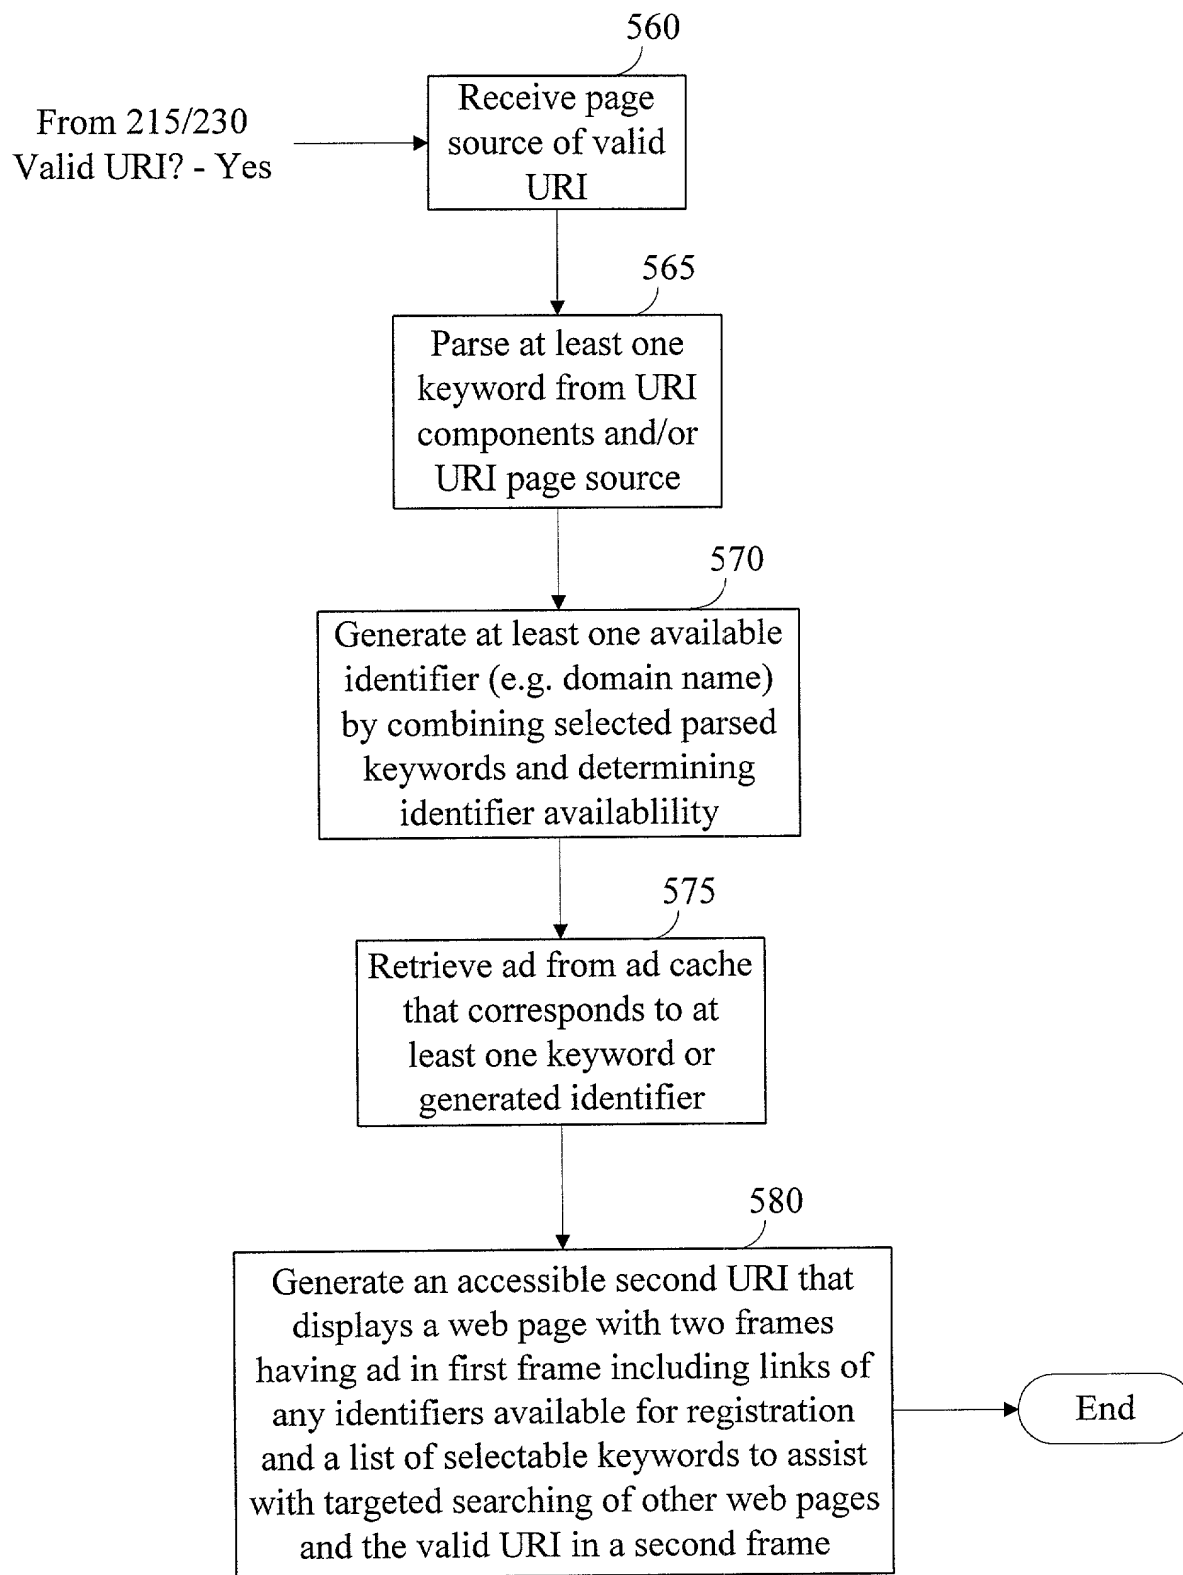 560
From 215/230
Valid URI? - Yes
Receive page
source of valid
URI
565
Parse at least one
keyword from URI
components and/or
URI page source
570
Generate at least one available
identifier (e.g. domain name)
by combining selected parsed
keywords and determining
identifier availablility
575
Retrieve ad from ad cache
that corresponds to at
least one keyword or
generated identifier
580
Generate an accessible second URI that
displays a web page with two frames
having ad in first frame including links of
any identifiers available for registration
and a list of selectable keywords to assist
with targeted searching of other web pages
and the valid URI in a second frame
End